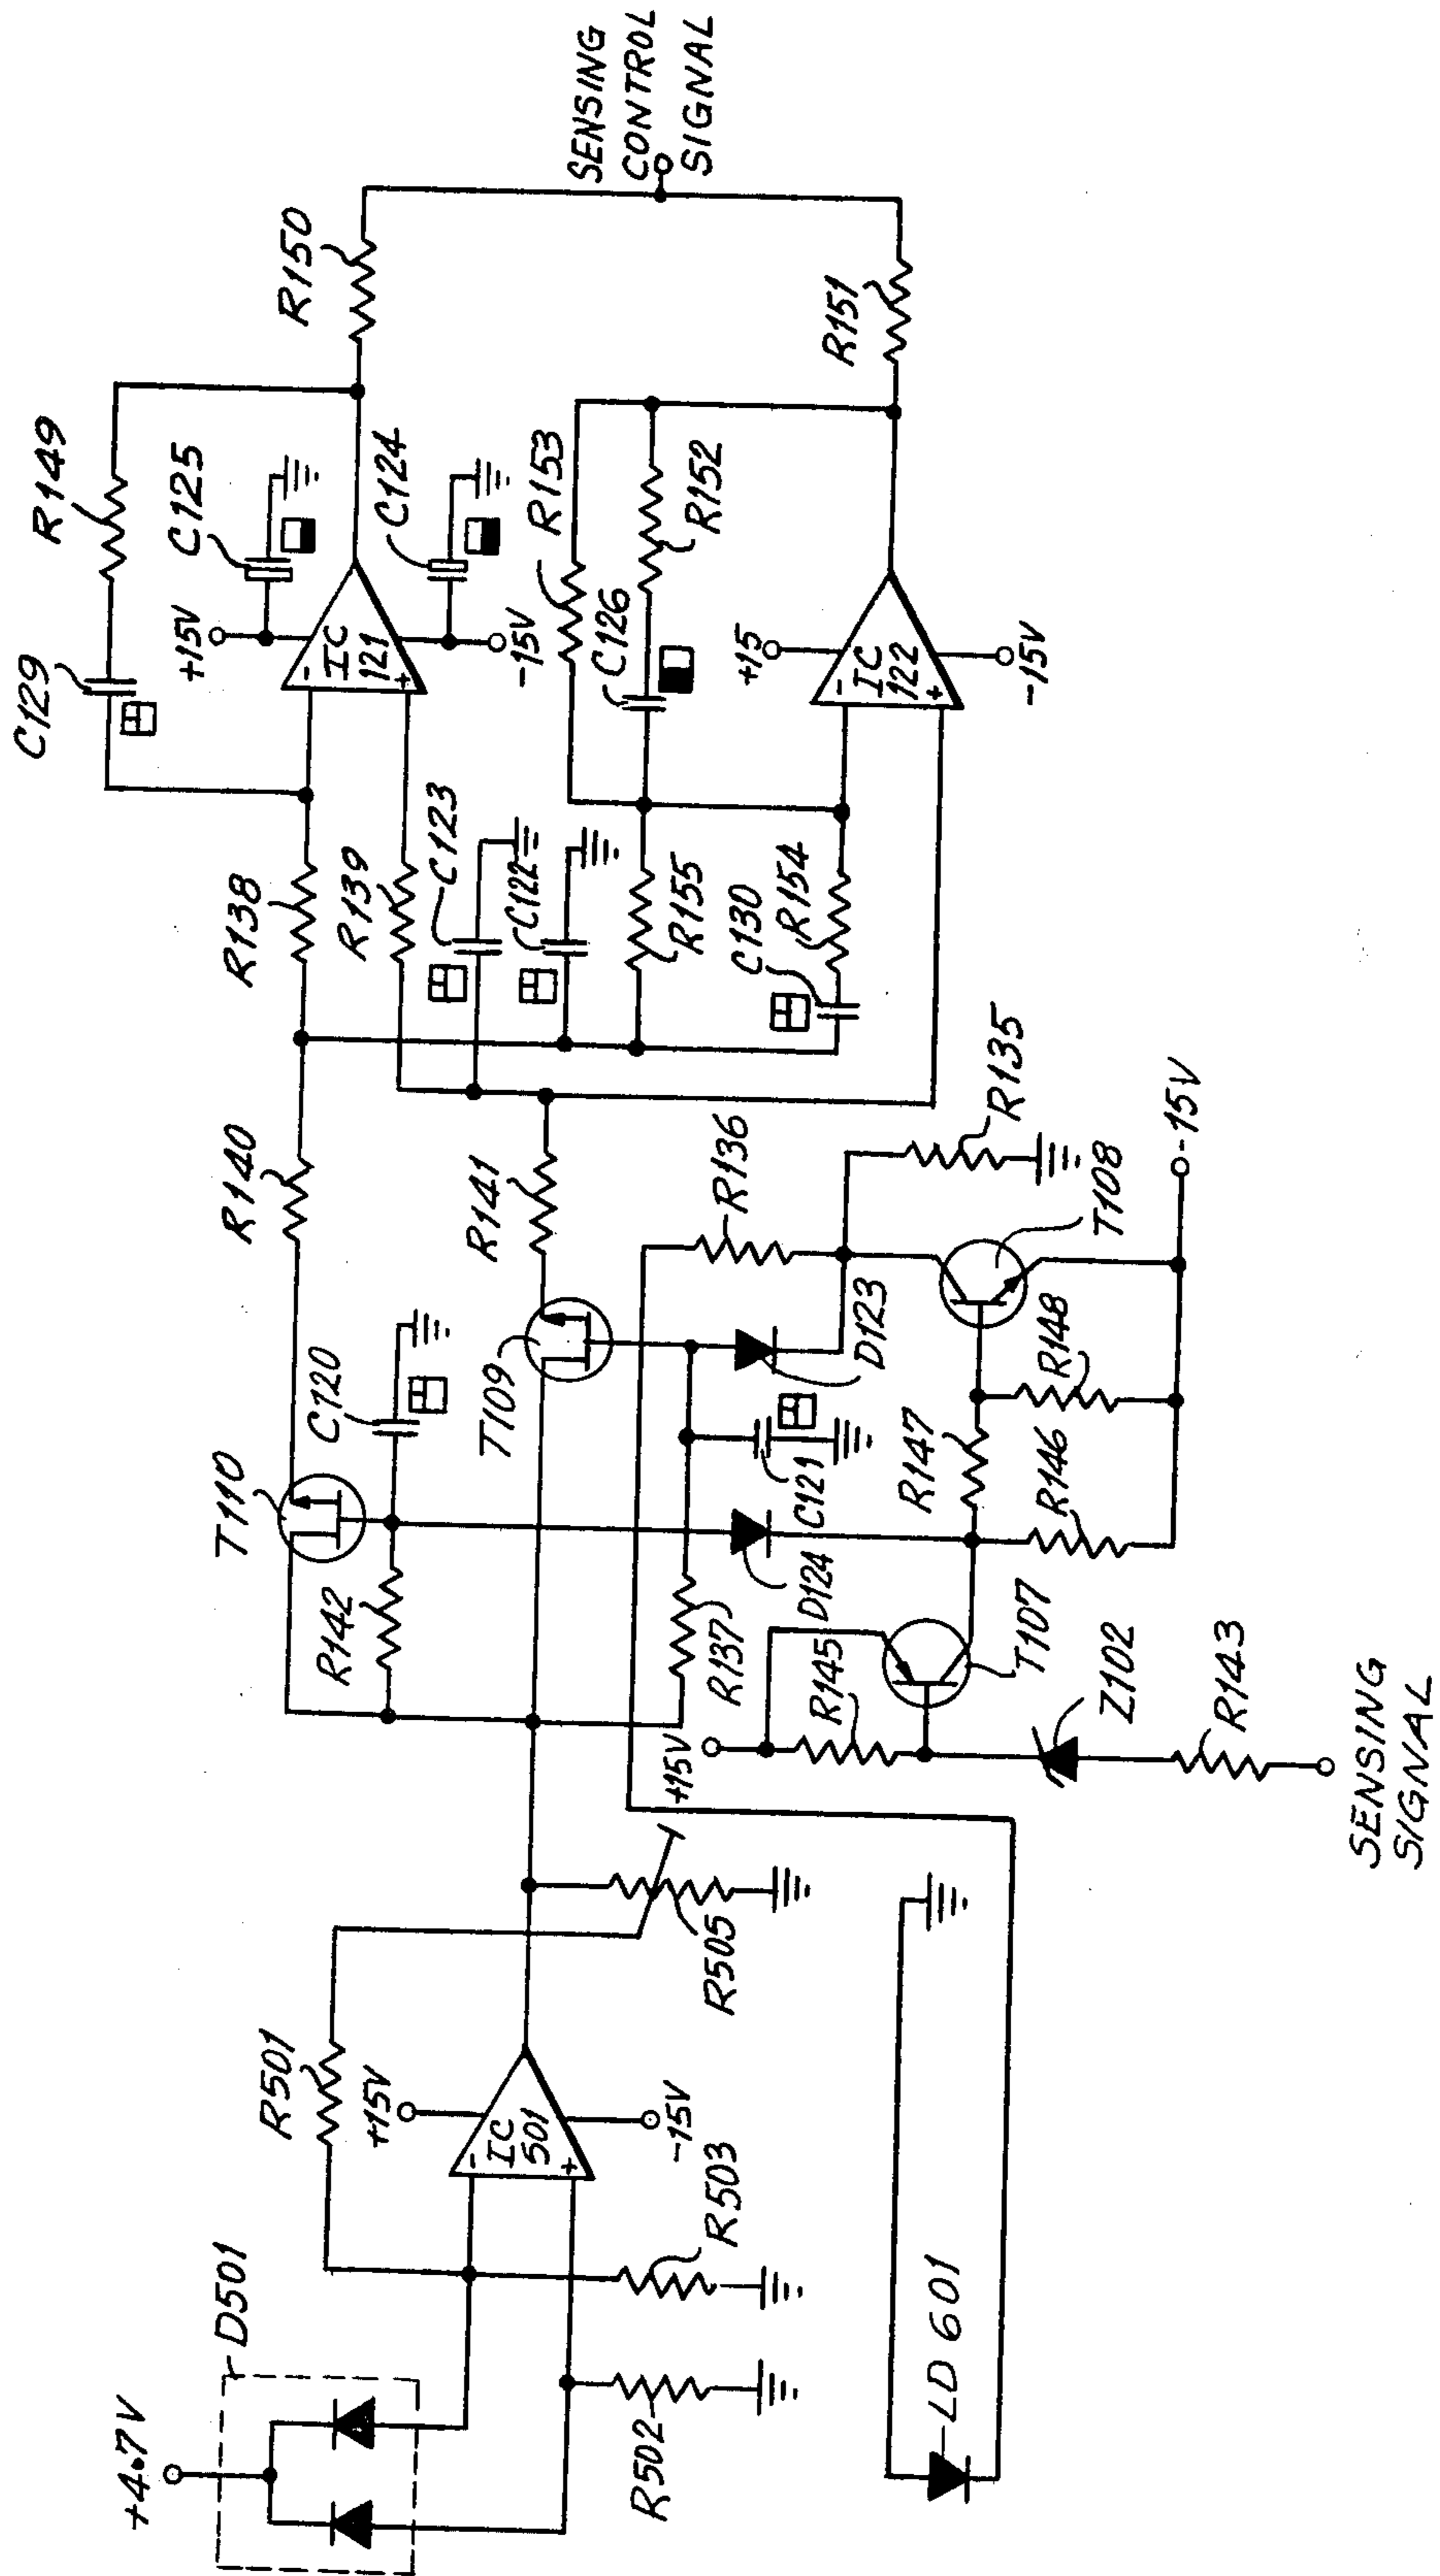 +4.7V
D501
R501
+15V
IC
501
-
+
-15V
R503
R502
R505
LD 601
T110
R142
C120
R140
T109
R141
R137
C121
D124
D123
R136
R135
+15V
R145
T107
Z102
R143
SENSING
SIGNAL
R147
R146
R148
T108
-15V
C129
R149
R138
+15V
C125
IC
121
-
+
-15V
C124
R150
R139
C123
C122
R153
C126
R152
R155
C130
R154
+15
IC
122
-
+
-15V
R151
SENSING
CONTROL
SIGNAL